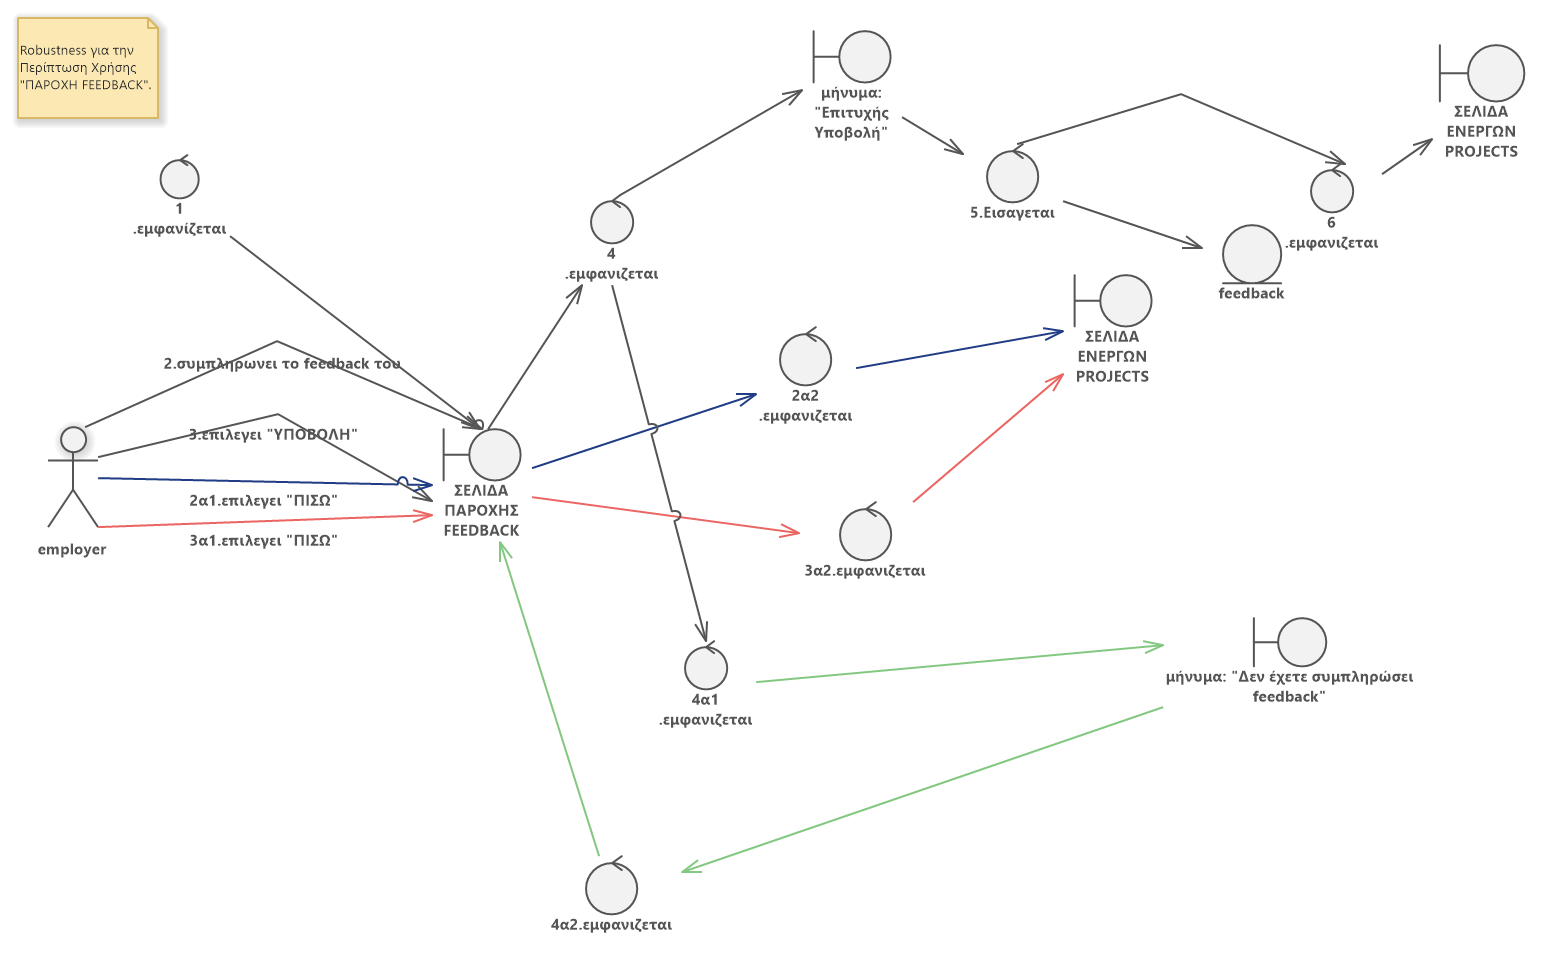 Robustness για την
Περίπτωση Χρήσης
"ΠΑΡΟΧΗ FEEDBACK".
μήνυμα:
"Επιτυχής
Υποβολή"
ΣΕΛΙΔΑ
ΕΝΕΡΓΩΝ
PROJECTS
1
.εμφανίζεται
5.Εισαγεται
6
.εμφανιζεται
4
.εμφανιζεται
feedback
2.συμπληρωνει το feedback του
ΣΕΛΙΔΑ
ΕΝΕΡΓΩΝ
PROJECTS
2α2
.εμφανιζεται
3.επιλεγει "ΥΠΟΒΟΛΗ"
2α1.επιλεγει "ΠΙΣΩ"
ΣΕΛΙΔΑ
ΠΑΡΟΧΗΣ
FEEDBACK
3α1.επιλεγει "ΠΙΣΩ"
employer
3α2.εμφανιζεται
4α1
.εμφανιζεται
μήνυμα: "Δεν έχετε συμπληρώσει
feedback"
4α2.εμφανιζεται